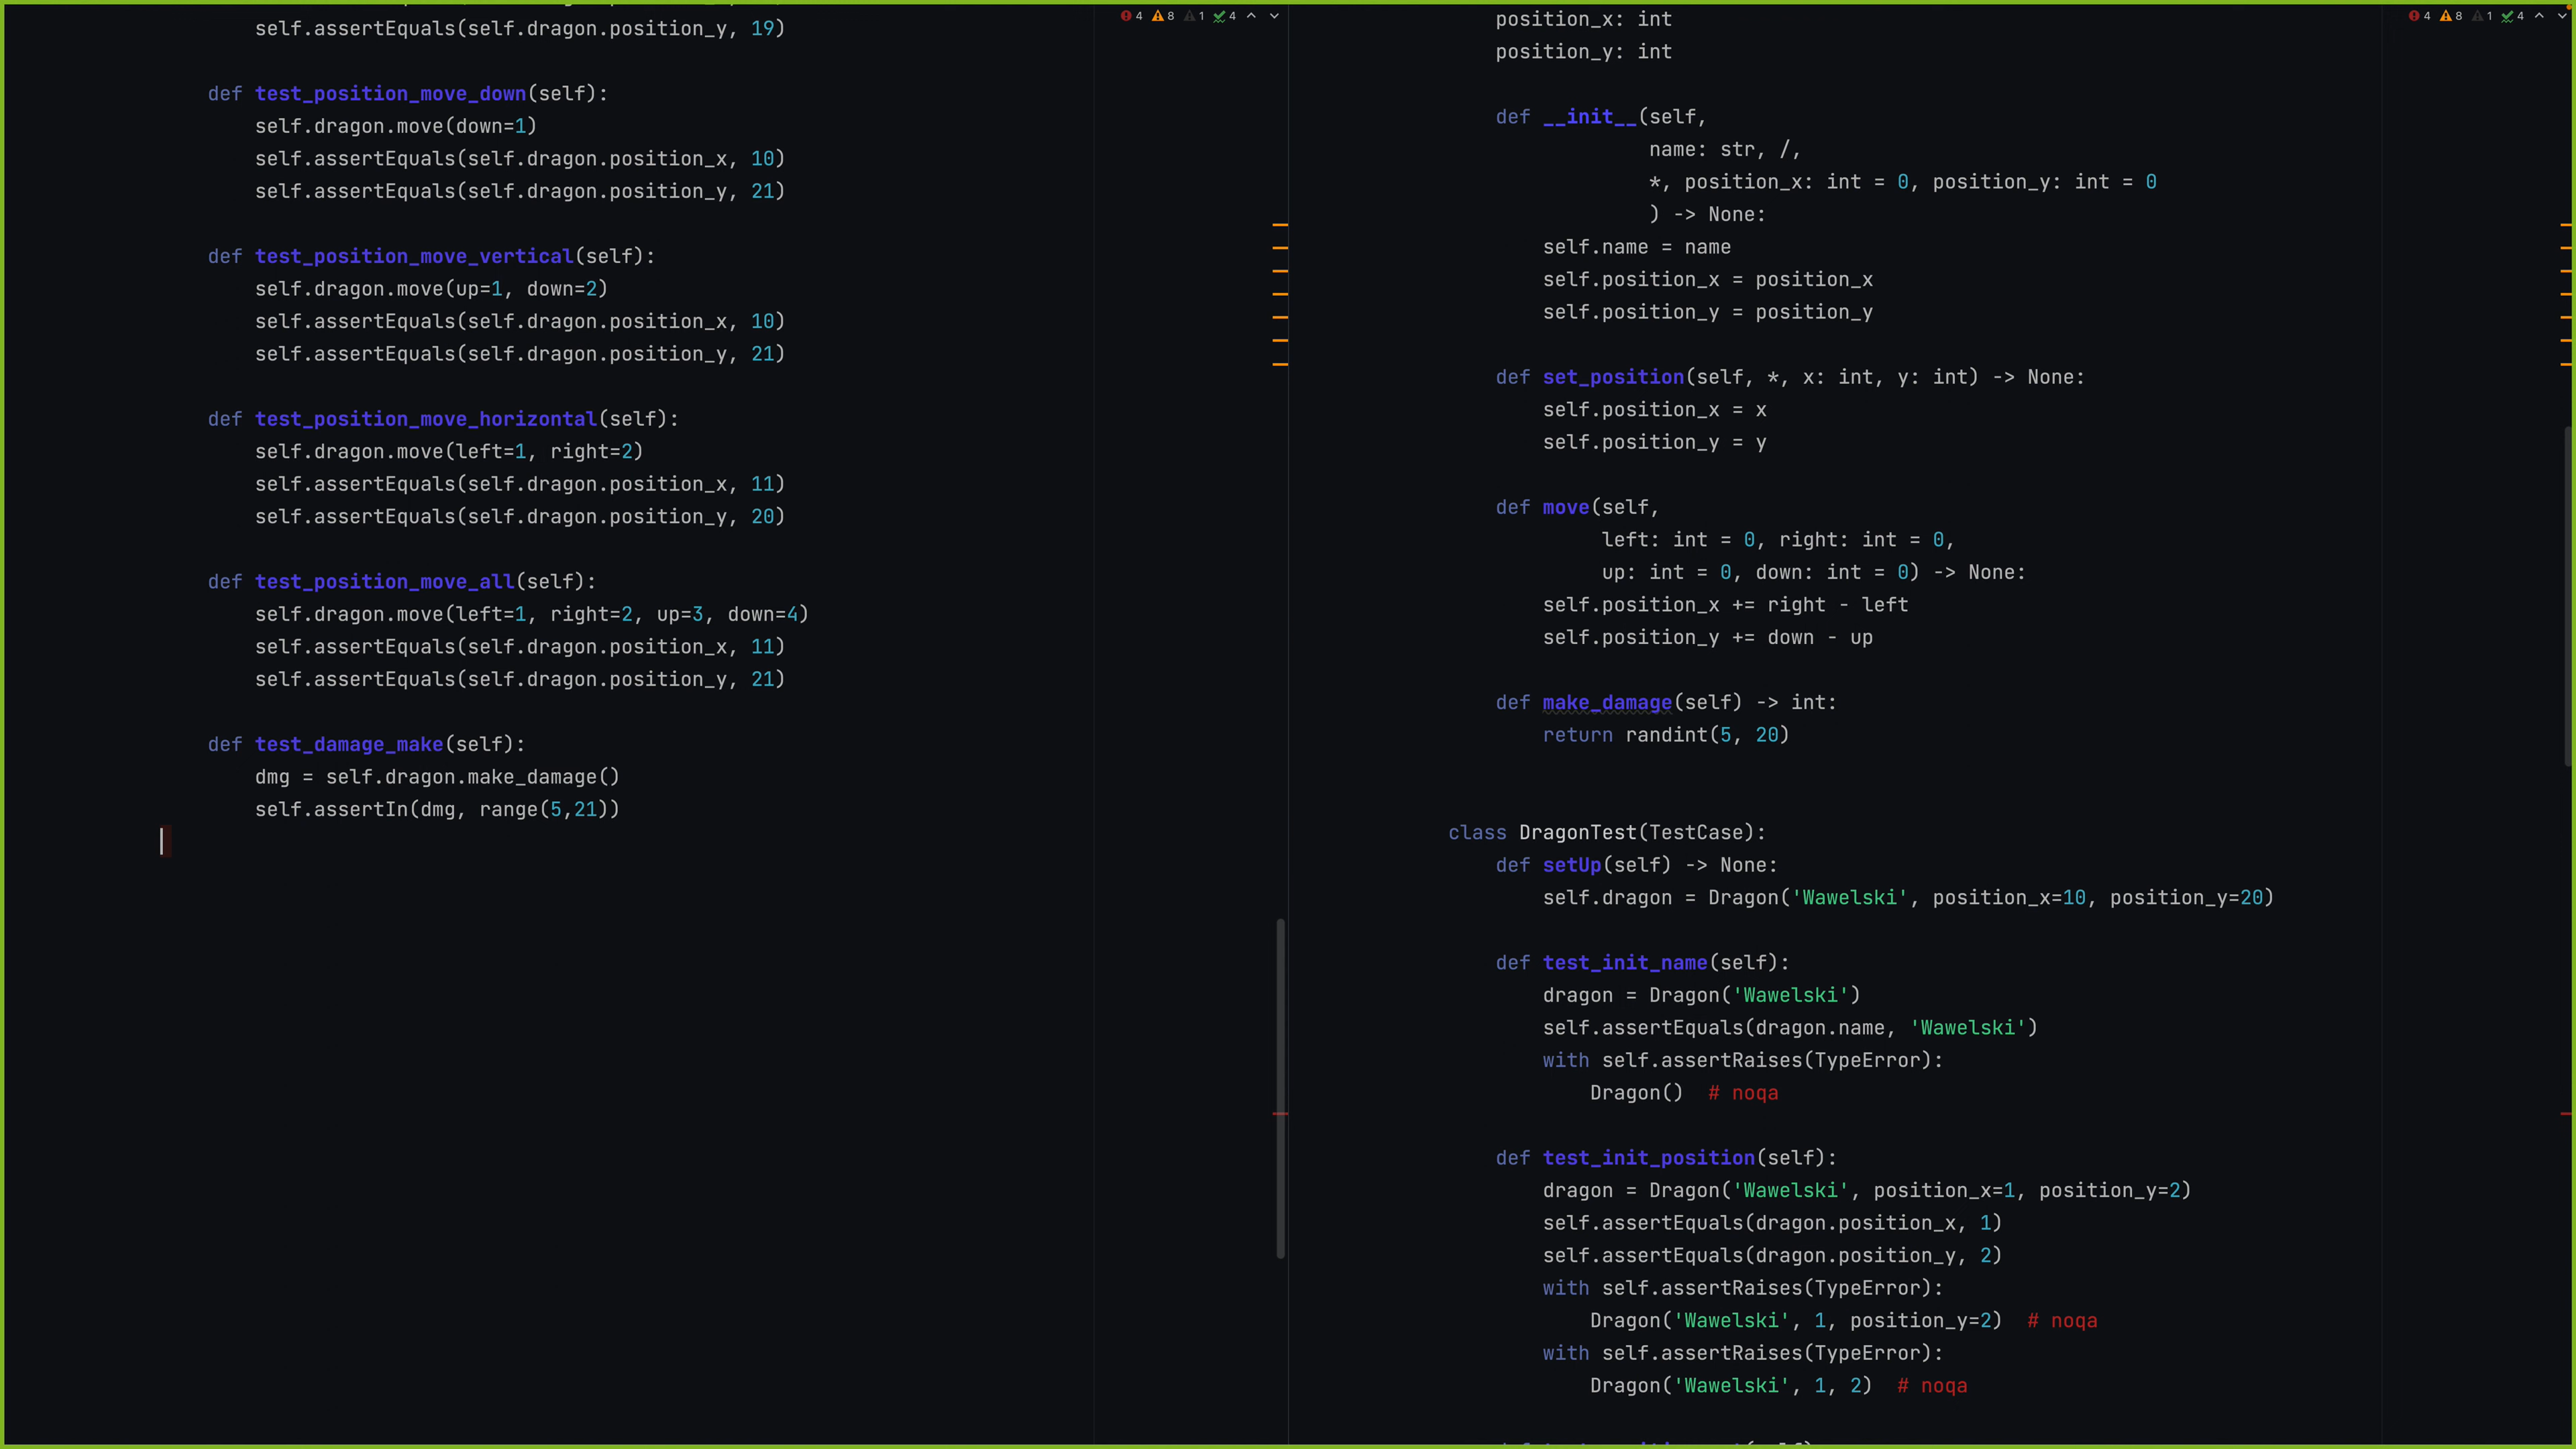 self.assertEquals(self.dragon.position_y, 19)
def test_position_move_down(self):
self.dragon.move(down=1)
self.assertEquals(self.dragon.position_x, 10)
self.assertEquals(self.dragon.position_y, 21)
def test_position_move_vertical(self):
self.dragon.move(up=1, down=2)
self.assertEquals(self.dragon.position_x, 10)
self.assertEquals(self.dragon.position_y, 21)
def test_position_move_horizontal(self):
self.dragon.move(left=1, right=2)
self.assertEquals(self.dragon.position_x, 11)
self.assertEquals(self.dragon.position_y, 20)
def test_position_move_all(self):
self.dragon.move(left=1, right=2, up=3, down=4)
self.assertEquals(self.dragon.position_x, 11)
self.assertEquals(self.dragon.position_y, 21)
def test_damage_make(self):
dmg = self.dragon.make_damage()
self.assertIn(dmg, range(5,21))
4 8 1 4
position_x: int
position_y: int
def __init__(self,
name: str, /,
*, position_x: int = 0, position_y: int = 0
) -> None:
self.name = name
self.position_x = position_x
self.position_y = position_y
def set_position(self, *, x: int, y: int) -> None:
self.position_x = x
self.position_y = y
def move(self,
left: int = 0, right: int = 0,
up: int = 0, down: int = 0) -> None:
self.position_x += right - left
self.position_y += down - up
def make_damage(self) -> int:
return randint(5, 20)
class DragonTest(TestCase):
def setUp(self) -> None:
self.dragon = Dragon('Wawelski', position_x=10, position_y=20)
def test_init_name(self):
dragon = Dragon('Wawelski')
self.assertEquals(dragon.name, 'Wawelski')
with self.assertRaises(TypeError):
Dragon()  # noqa
def test_init_position(self):
dragon = Dragon('Wawelski', position_x=1, position_y=2)
self.assertEquals(dragon.position_x, 1)
self.assertEquals(dragon.position_y, 2)
with self.assertRaises(TypeError):
Dragon('Wawelski', 1, position_y=2)  # noqa
with self.assertRaises(TypeError):
Dragon('Wawelski', 1, 2)  # noqa
4 8 1 4